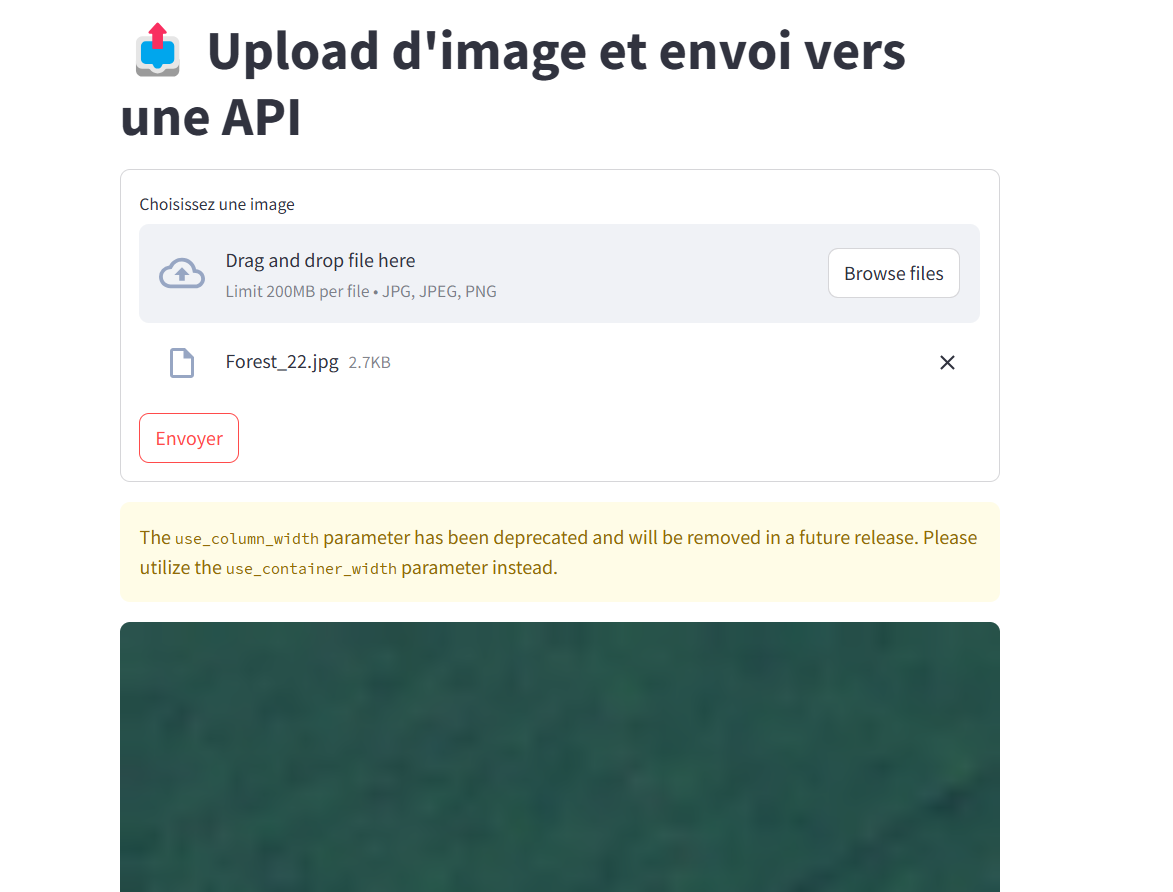 Upload d'image et envoi vers
une API
Choisissez une image
Drag and drop file here
Limit 200MB per file • JPG, JPEG, PNG
Browse files
Forest_22.jpg 2.7KB
Envoyer
The use_column_width parameter has been deprecated and will be removed in a future release. Please
utilize the use_container_width parameter instead.